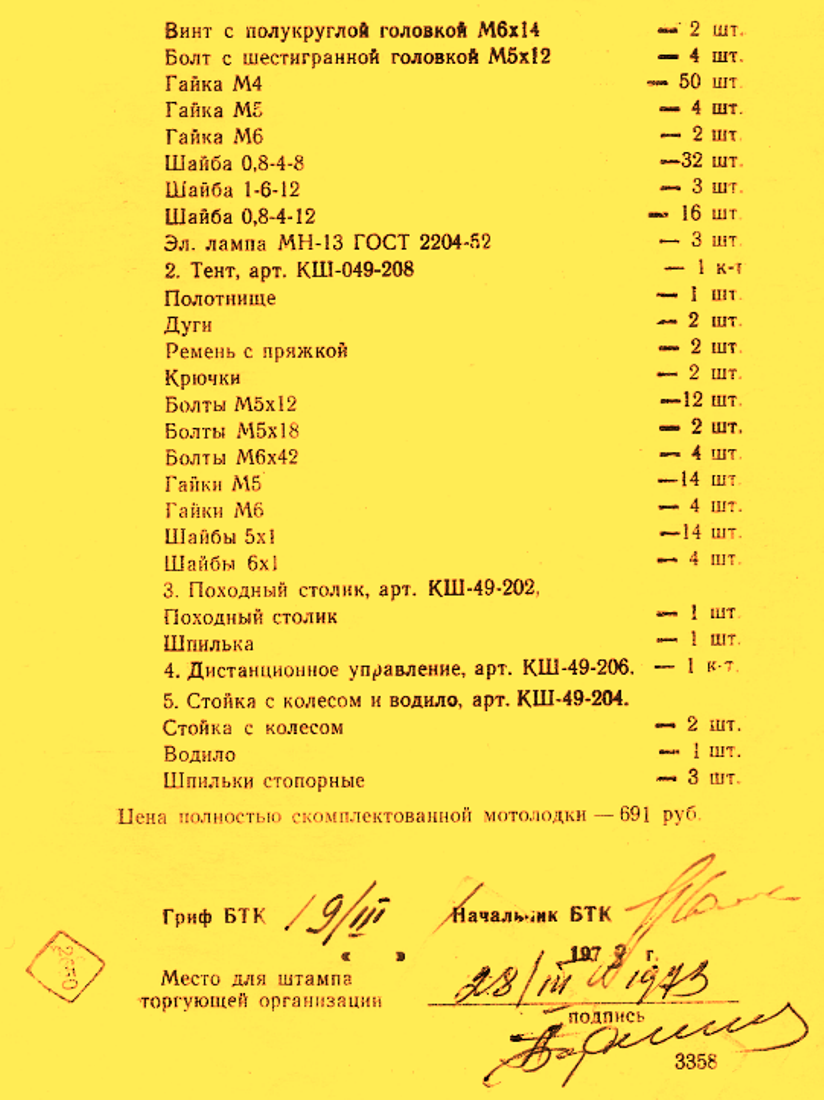 Винт с полукруглой головкой М6х14 — 2 шт.
Болт с шестигранной головкой М5х12 — 4 шт.
Гайка М4 — 50 шт.
Гайка М5 — 4 шт.
Гайка М6 — 2 шт.
Шайба 0,8-4-8 —32 шт.
Шайба 1-6-12 — 3 шт.
Шайба 0,8-4-12 — 16 шт.
Эл. лампа МН-13 ГОСТ 2204-52 — 3 шт.
2. Тент, арт. КШ-049-208 — 1 к-т
Полотнище — 1 шт.
Дуги — 2 шт.
Ремень с пряжкой — 2 шт.
Крючки — 2 шт.
Болты М5х12 —12 шт.
Болты М5х18 — 2 шт.
Болты М6х42 — 4 шт.
Гайки М5 —14 шт.
Гайки М6 — 4 шт.
Шайбы 5х1 —14 шт.
Шайбы 6х1 — 4 шт.
3. Походный столик, арт. КШ-49-202,
Походный столик — 1 шт.
Шпилька — 1 шт.
4. Дистанционное управление, арт. КШ-49-206. — 1 к-т.
5. Стойка с колесом и водило, арт. КШ-49-204.
Стойка с колесом — 2 шт.
Водило — 1 шт.
Шпильки стопорные — 3 шт.
Цена полностью скомплектованной мотолодки — 691 руб.
Гриф БТК 19/III Начальник БТК
« » 1973 г.
Место для штампа 28/III 1973
торгующей организации
подпись
3358